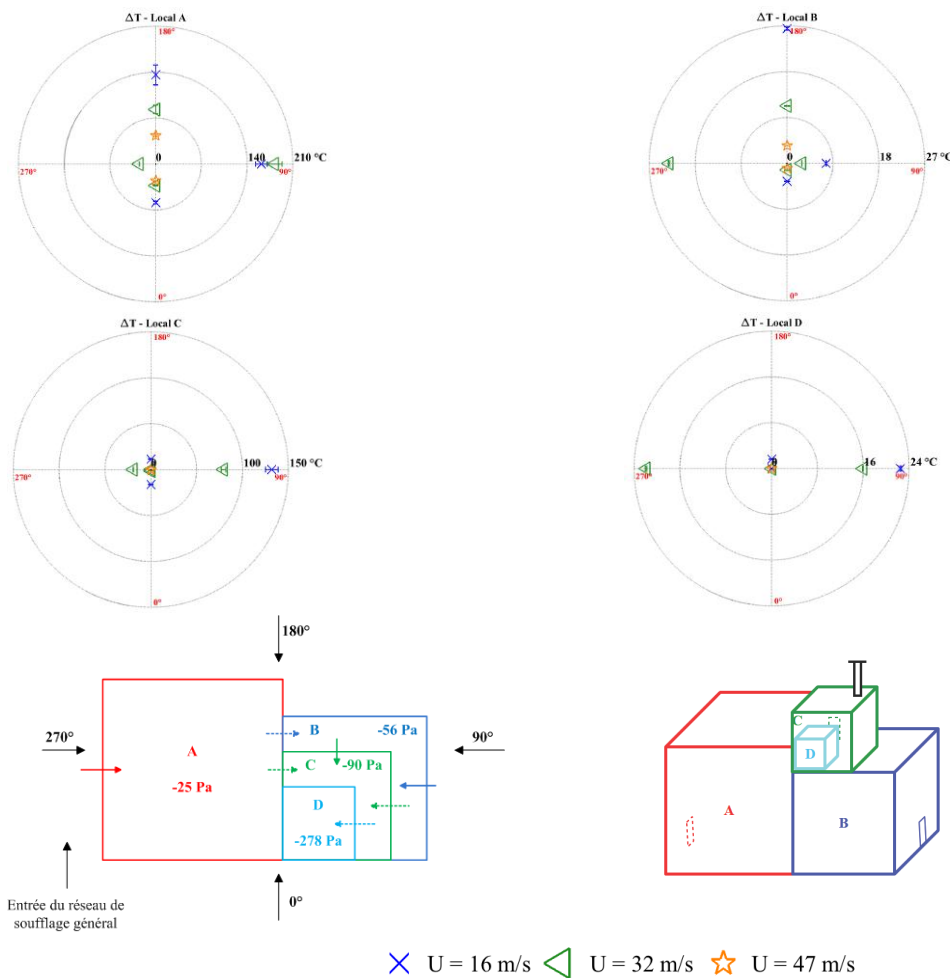 ΔT - Local A
180°
0
140
210 °C
270°
90°
0°
ΔT - Local B
180°
0
18
27 °C
270°
90°
0°
ΔT - Local C
180°
0
100
150 °C
270°
90°
0°
ΔT - Local D
180°
0
16
24 °C
270°
90°
0°
180°
270°
90°
A
-25 Pa
B
-56 Pa
C
-90 Pa
D
-278 Pa
0°
Entrée du réseau de
soufflage général
C
D
A
B
U = 16 m/s
U = 32 m/s
U = 47 m/s